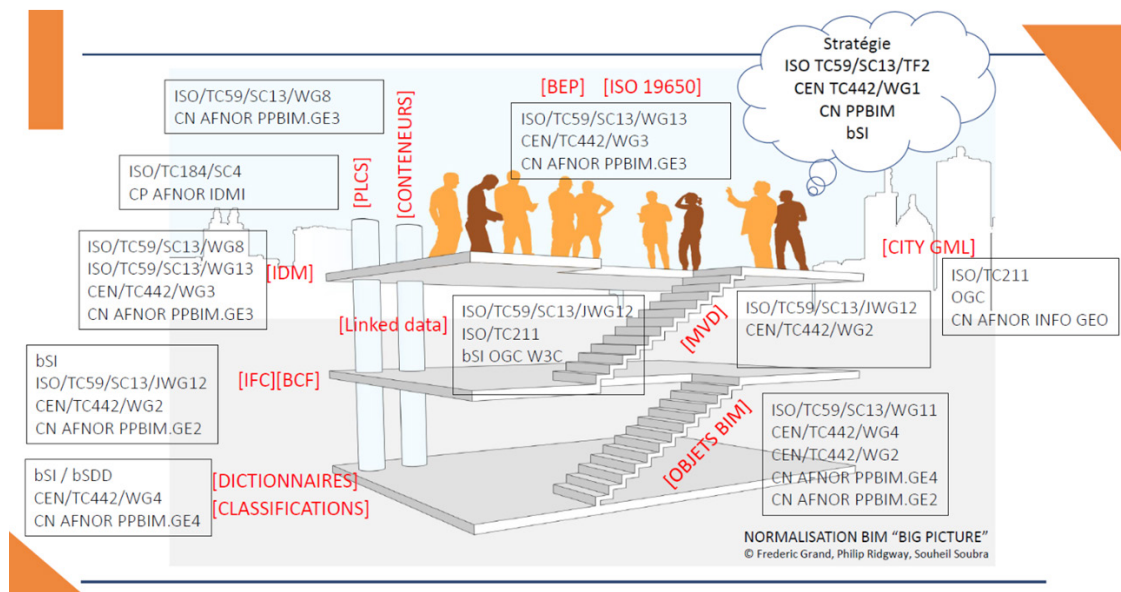 Stratégie
ISO TC59/SC13/TF2
CEN TC442/WG1
CN PPBIM
bSI
[BEP] [ISO 19650]
ISO/TC59/SC13/WG13
CEN/TC442/WG3
CN AFNOR PPBIM.GE3
ISO/TC59/SC13/WG8
CN AFNOR PPBIM.GE3
[CONTENEURS]
[PLCS]
ISO/TC184/SC4
CP AFNOR IDMI
ISO/TC59/SC13/WG8
ISO/TC59/SC13/WG13
CEN/TC442/WG3
CN AFNOR PPBIM.GE3
[IDM]
[CITY GML]
ISO/TC211
OGC
CN AFNOR INFO GEO
[Linked data]
ISO/TC59/SC13/JWG12
ISO/TC211
bSI OGC W3C
[MVD]
ISO/TC59/SC13/JWG12
CEN/TC442/WG2
bSI
ISO/TC59/SC13/JWG12
CEN/TC442/WG2
CN AFNOR PPBIM.GE2
[IFC][BCF]
[OBJETS BIM]
ISO/TC59/SC13/WG11
CEN/TC442/WG4
CEN/TC442/WG2
CN AFNOR PPBIM.GE4
CN AFNOR PPBIM.GE2
bSI / bSDD
CEN/TC442/WG4
CN AFNOR PPBIM.GE4
[DICTIONNAIRES]
[CLASSIFICATIONS]
NORMALISATION BIM "BIG PICTURE"
© Frederic Grand, Philip Ridgway, Souheil Soubra